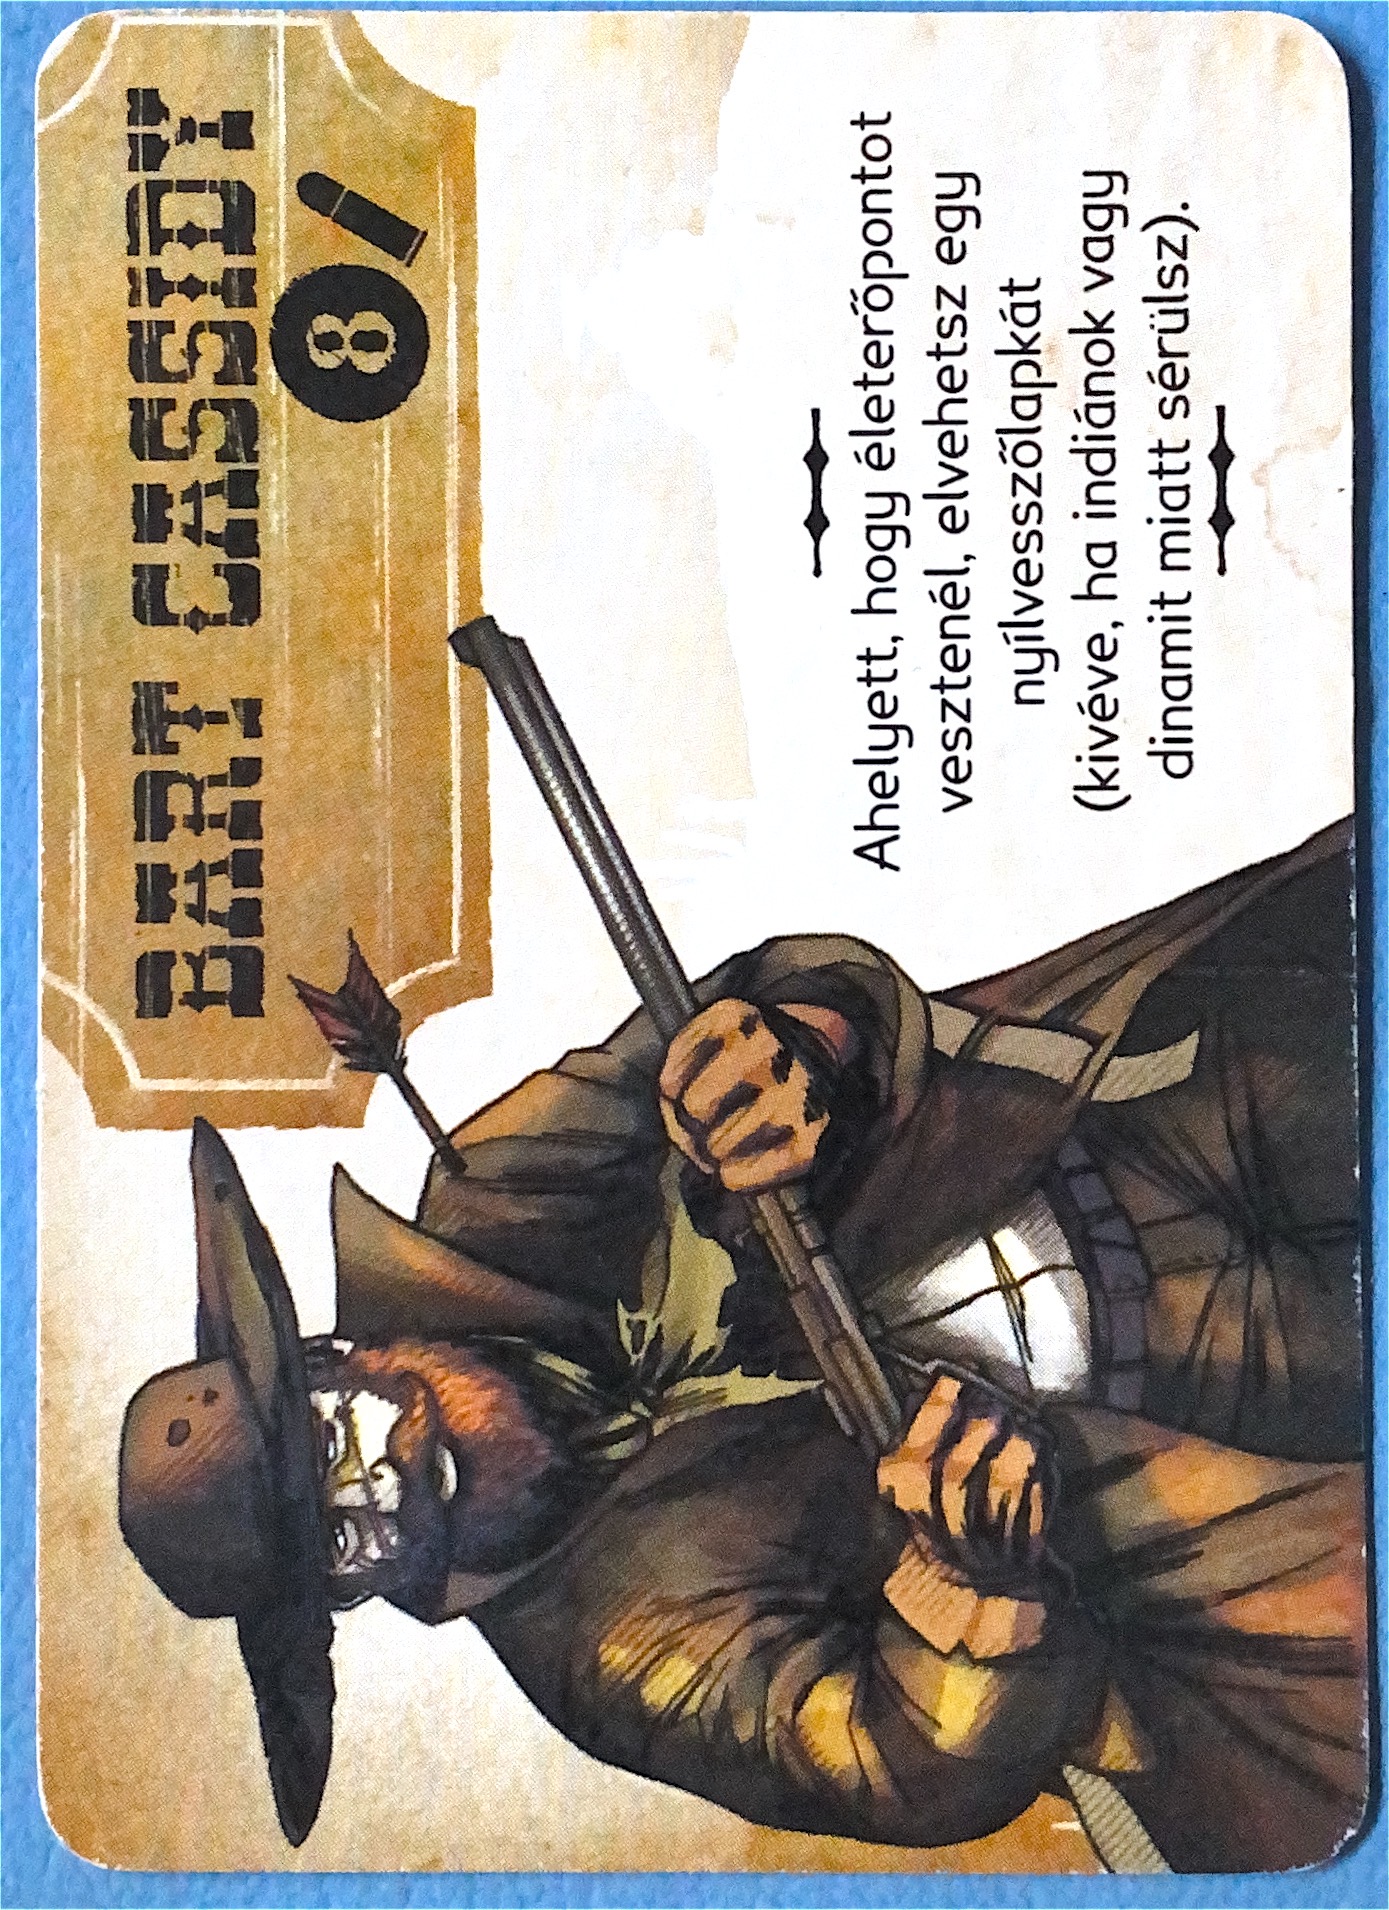 BART CASSIDY
8
Ahelyett, hogy életerőpontot
vesztenél, elvehetsz egy
nyílvesszőlapkát
(kivéve, ha indiánok vagy
dinamit miatt sérülsz).